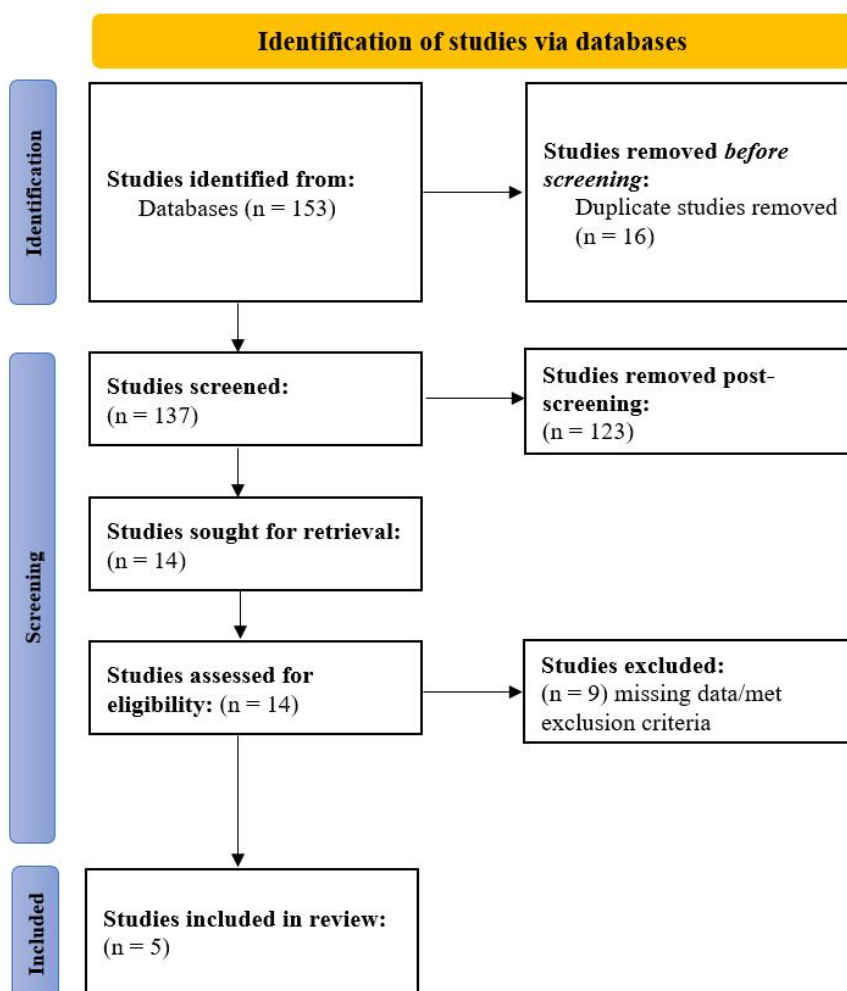 Identification of studies via databases
Identification
Studies identified from:
Databases (n = 153)
Studies removed before
screening:
Duplicate studies removed
(n = 16)
Screening
Studies screened:
(n = 137)
Studies removed post-
screening:
(n = 123)
Studies sought for retrieval:
(n = 14)
Studies assessed for
eligibility: (n = 14)
Studies excluded:
(n = 9) missing data/met
exclusion criteria
Included
Studies included in review:
(n = 5)